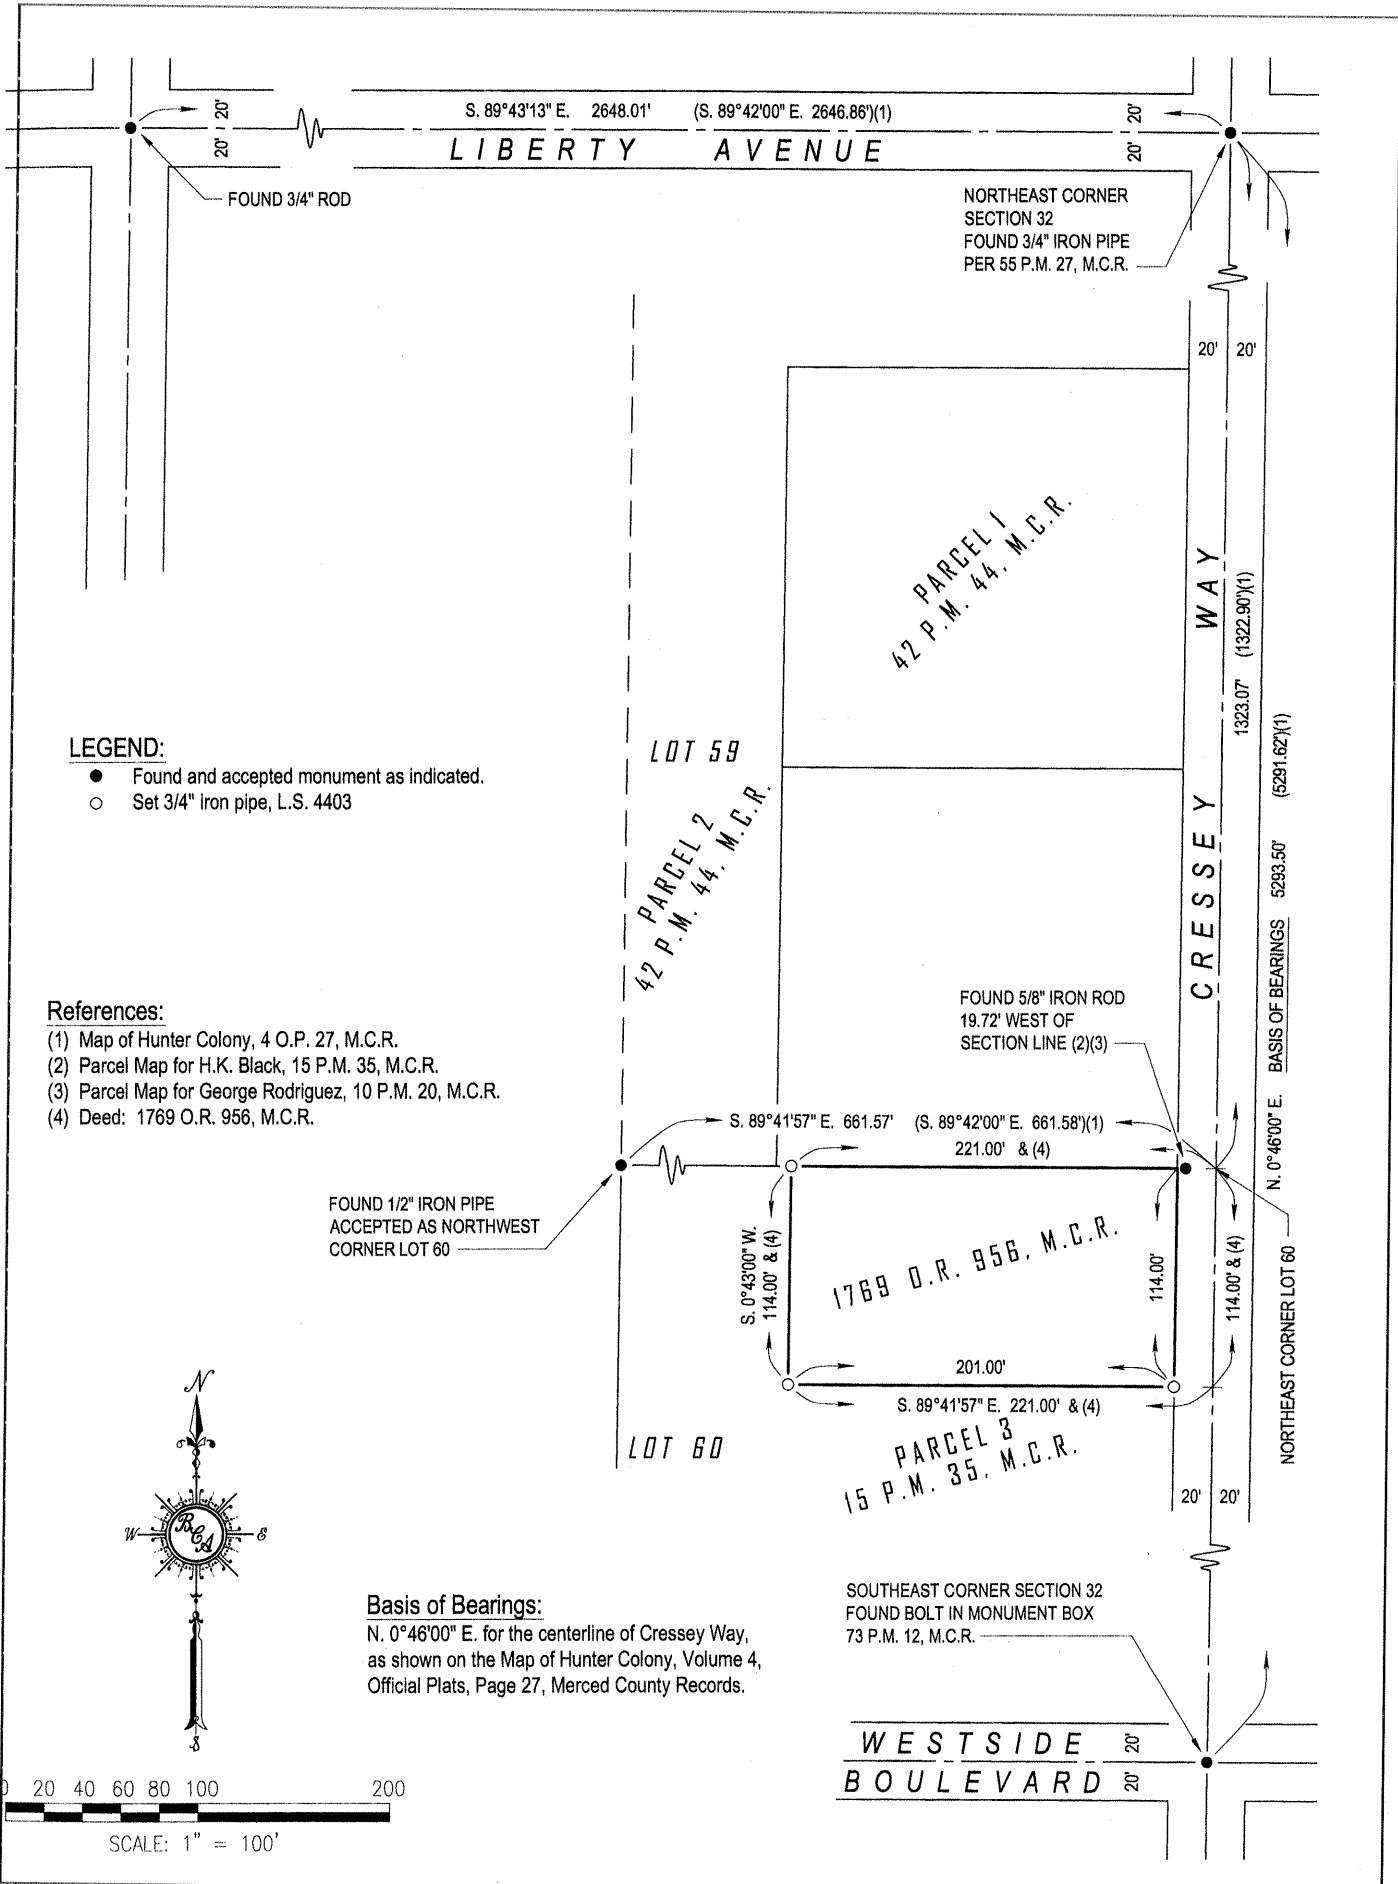 S. 89°43'13" E. 2648.01' (S. 89°42'00" E. 2646.86')(1)
20'
20'
20'
20'
LIBERTY AVENUE
FOUND 3/4" ROD
NORTHEAST CORNER
SECTION 32
FOUND 3/4" IRON PIPE
PER 55 P.M. 27, M.C.R.
20' 20'
PARCEL 1
42 P.M. 44, M.C.R.
CRESSEY WAY
1323.07' (1322.90')(1)
N. 0°46'00" E. BASIS OF BEARINGS 5293.50' (5291.62')(1)
LOT 59
PARCEL 2
42 P.M. 44, M.C.R.
LEGEND:
Found and accepted monument as indicated.
Set 3/4" iron pipe, L.S. 4403
References:
(1) Map of Hunter Colony, 4 O.P. 27, M.C.R.
(2) Parcel Map for H.K. Black, 15 P.M. 35, M.C.R.
(3) Parcel Map for George Rodriguez, 10 P.M. 20, M.C.R.
(4) Deed: 1769 O.R. 956, M.C.R.
FOUND 5/8" IRON ROD
19.72' WEST OF
SECTION LINE (2)(3)
S. 89°41'57" E. 661.57' (S. 89°42'00" E. 661.58')(1)
221.00' & (4)
FOUND 1/2" IRON PIPE
ACCEPTED AS NORTHWEST
CORNER LOT 60
S. 0°43'00" W.
114.00' & (4)
1769 O.R. 956, M.C.R.
114.00'
114.00' & (4)
NORTHEAST CORNER LOT 60
201.00'
S. 89°41'57" E. 221.00' & (4)
LOT 60
PARCEL 3
15 P.M. 35, M.C.R.
20' 20'
N
W
BCA
E
S
Basis of Bearings:
N. 0°46'00" E. for the centerline of Cressey Way,
as shown on the Map of Hunter Colony, Volume 4,
Official Plats, Page 27, Merced County Records.
SOUTHEAST CORNER SECTION 32
FOUND BOLT IN MONUMENT BOX
73 P.M. 12, M.C.R.
WESTSIDE
BOULEVARD
20'
20'
0 20 40 60 80 100 200
SCALE: 1" = 100'